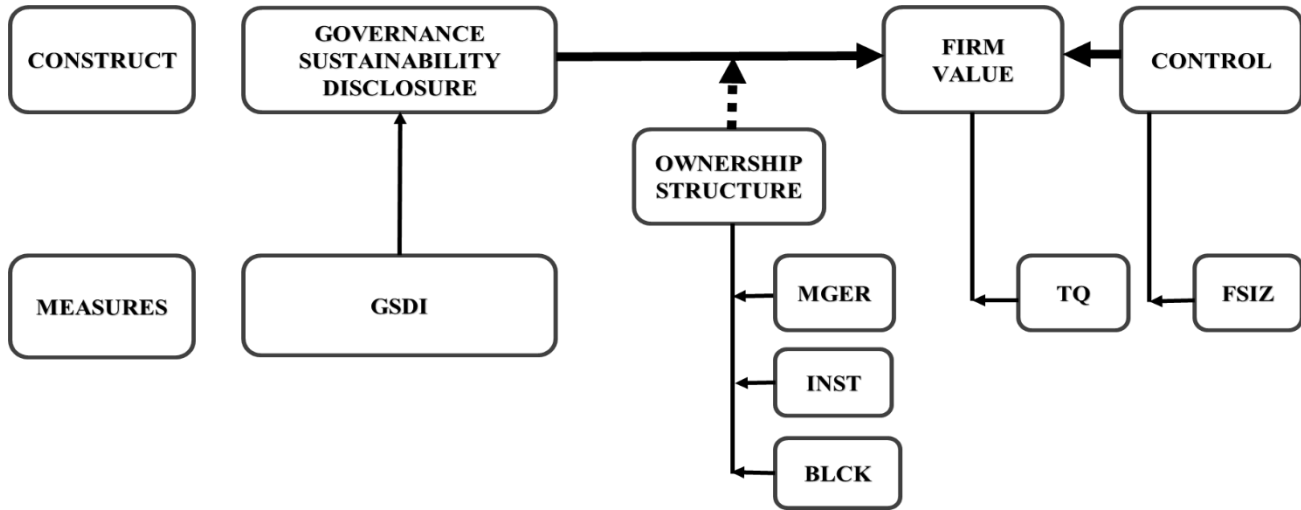 CONSTRUCT
GOVERNANCE
SUSTAINABILITY
DISCLOSURE
FIRM
VALUE
CONTROL
OWNERSHIP
STRUCTURE
MEASURES
GSDI
MGER
TQ
FSIZ
INST
BLCK